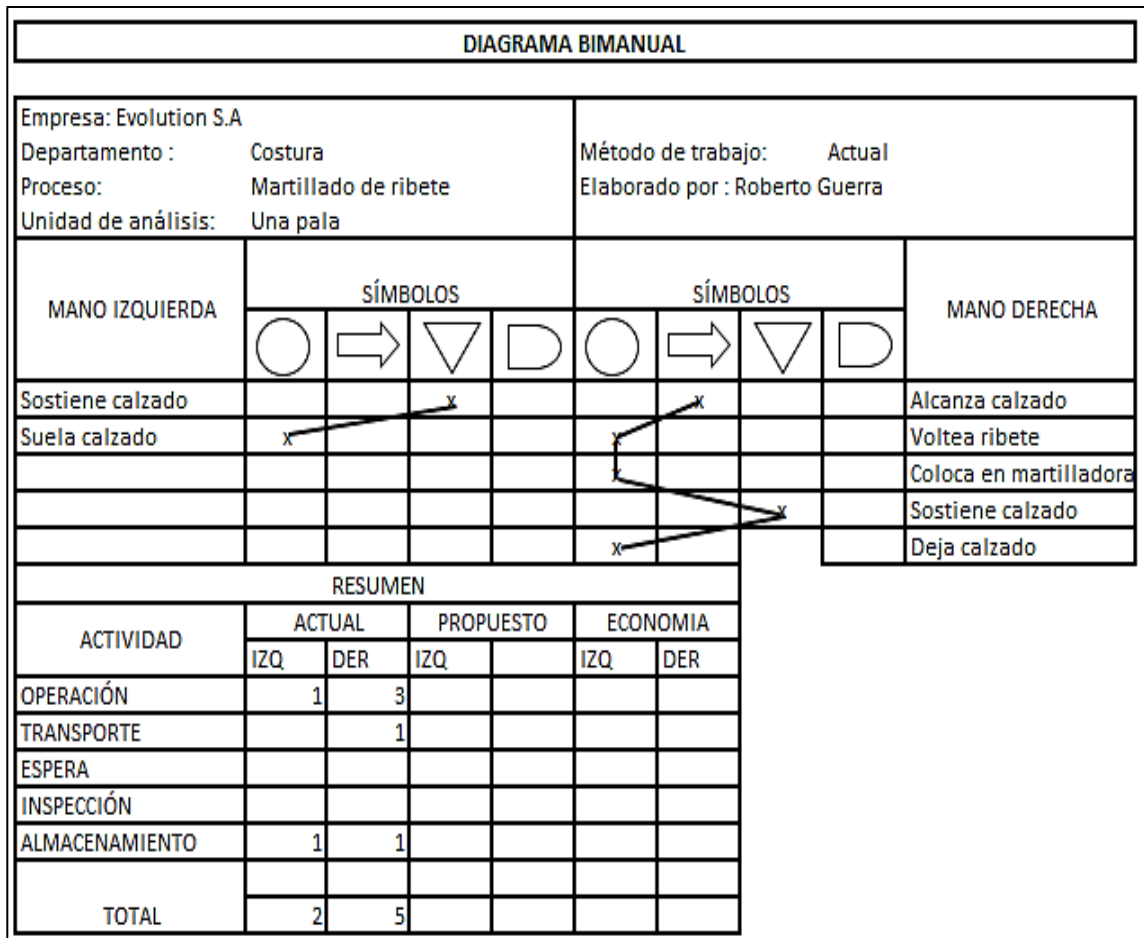 DIAGRAMA BIMANUAL
Empresa: Evolution S.A
Departamento : Costura
Método de trabajo: Actual
Proceso: Martillado de ribete
Elaborado por : Roberto Guerra
Unidad de análisis: Una pala
MANO IZQUIERDA SÍMBOLOS SÍMBOLOS MANO DERECHA
Sostiene calzado x x Alcanza calzado
Suela calzado x x Voltea ribete
x Coloca en martilladora
x Sostiene calzado
x Deja calzado
RESUMEN
ACTIVIDAD ACTUAL PROPUESTO ECONOMIA
IZQ DER IZQ IZQ DER
OPERACIÓN 1 3
TRANSPORTE 1
ESPERA
INSPECCIÓN
ALMACENAMIENTO 1 1
TOTAL 2 5